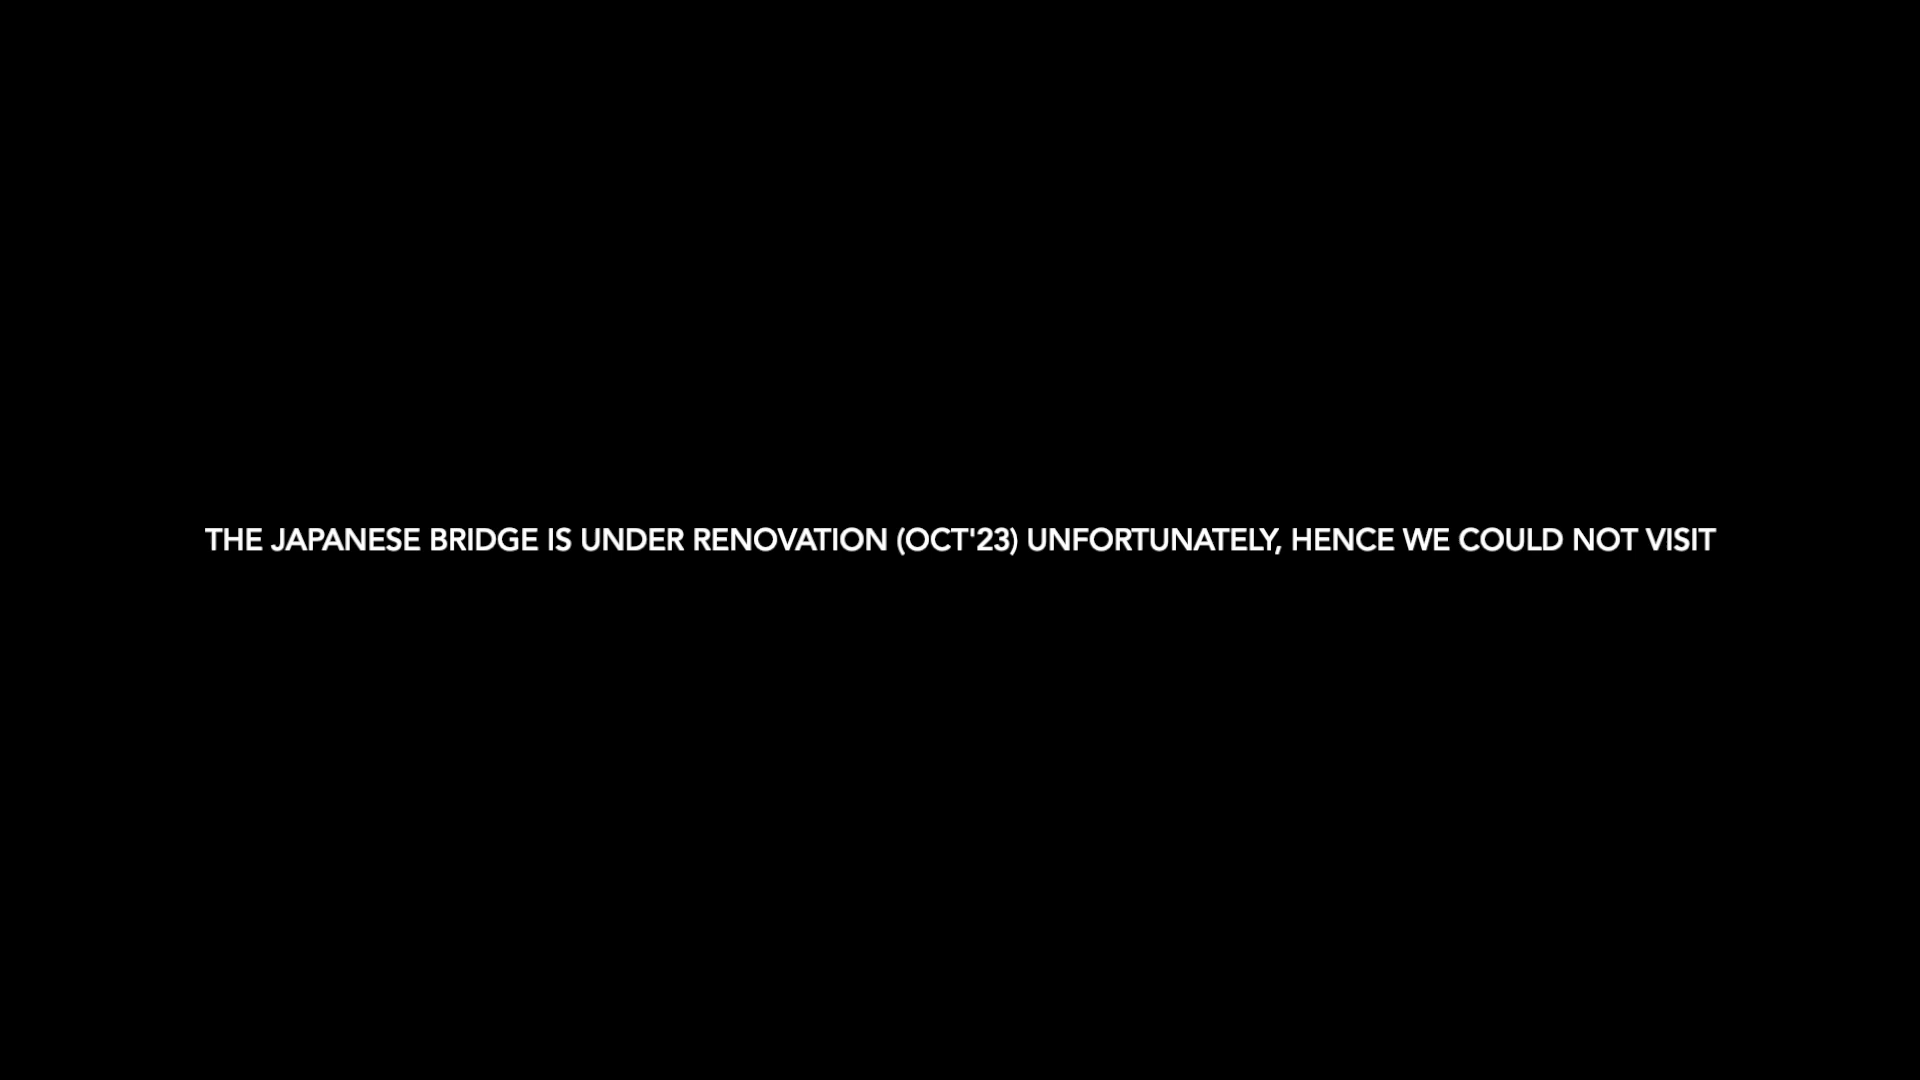 THE JAPANESE BRIDGE IS UNDER RENOVATION (OCT'23) UNFORTUNATELY, HENCE WE COULD NOT VISIT